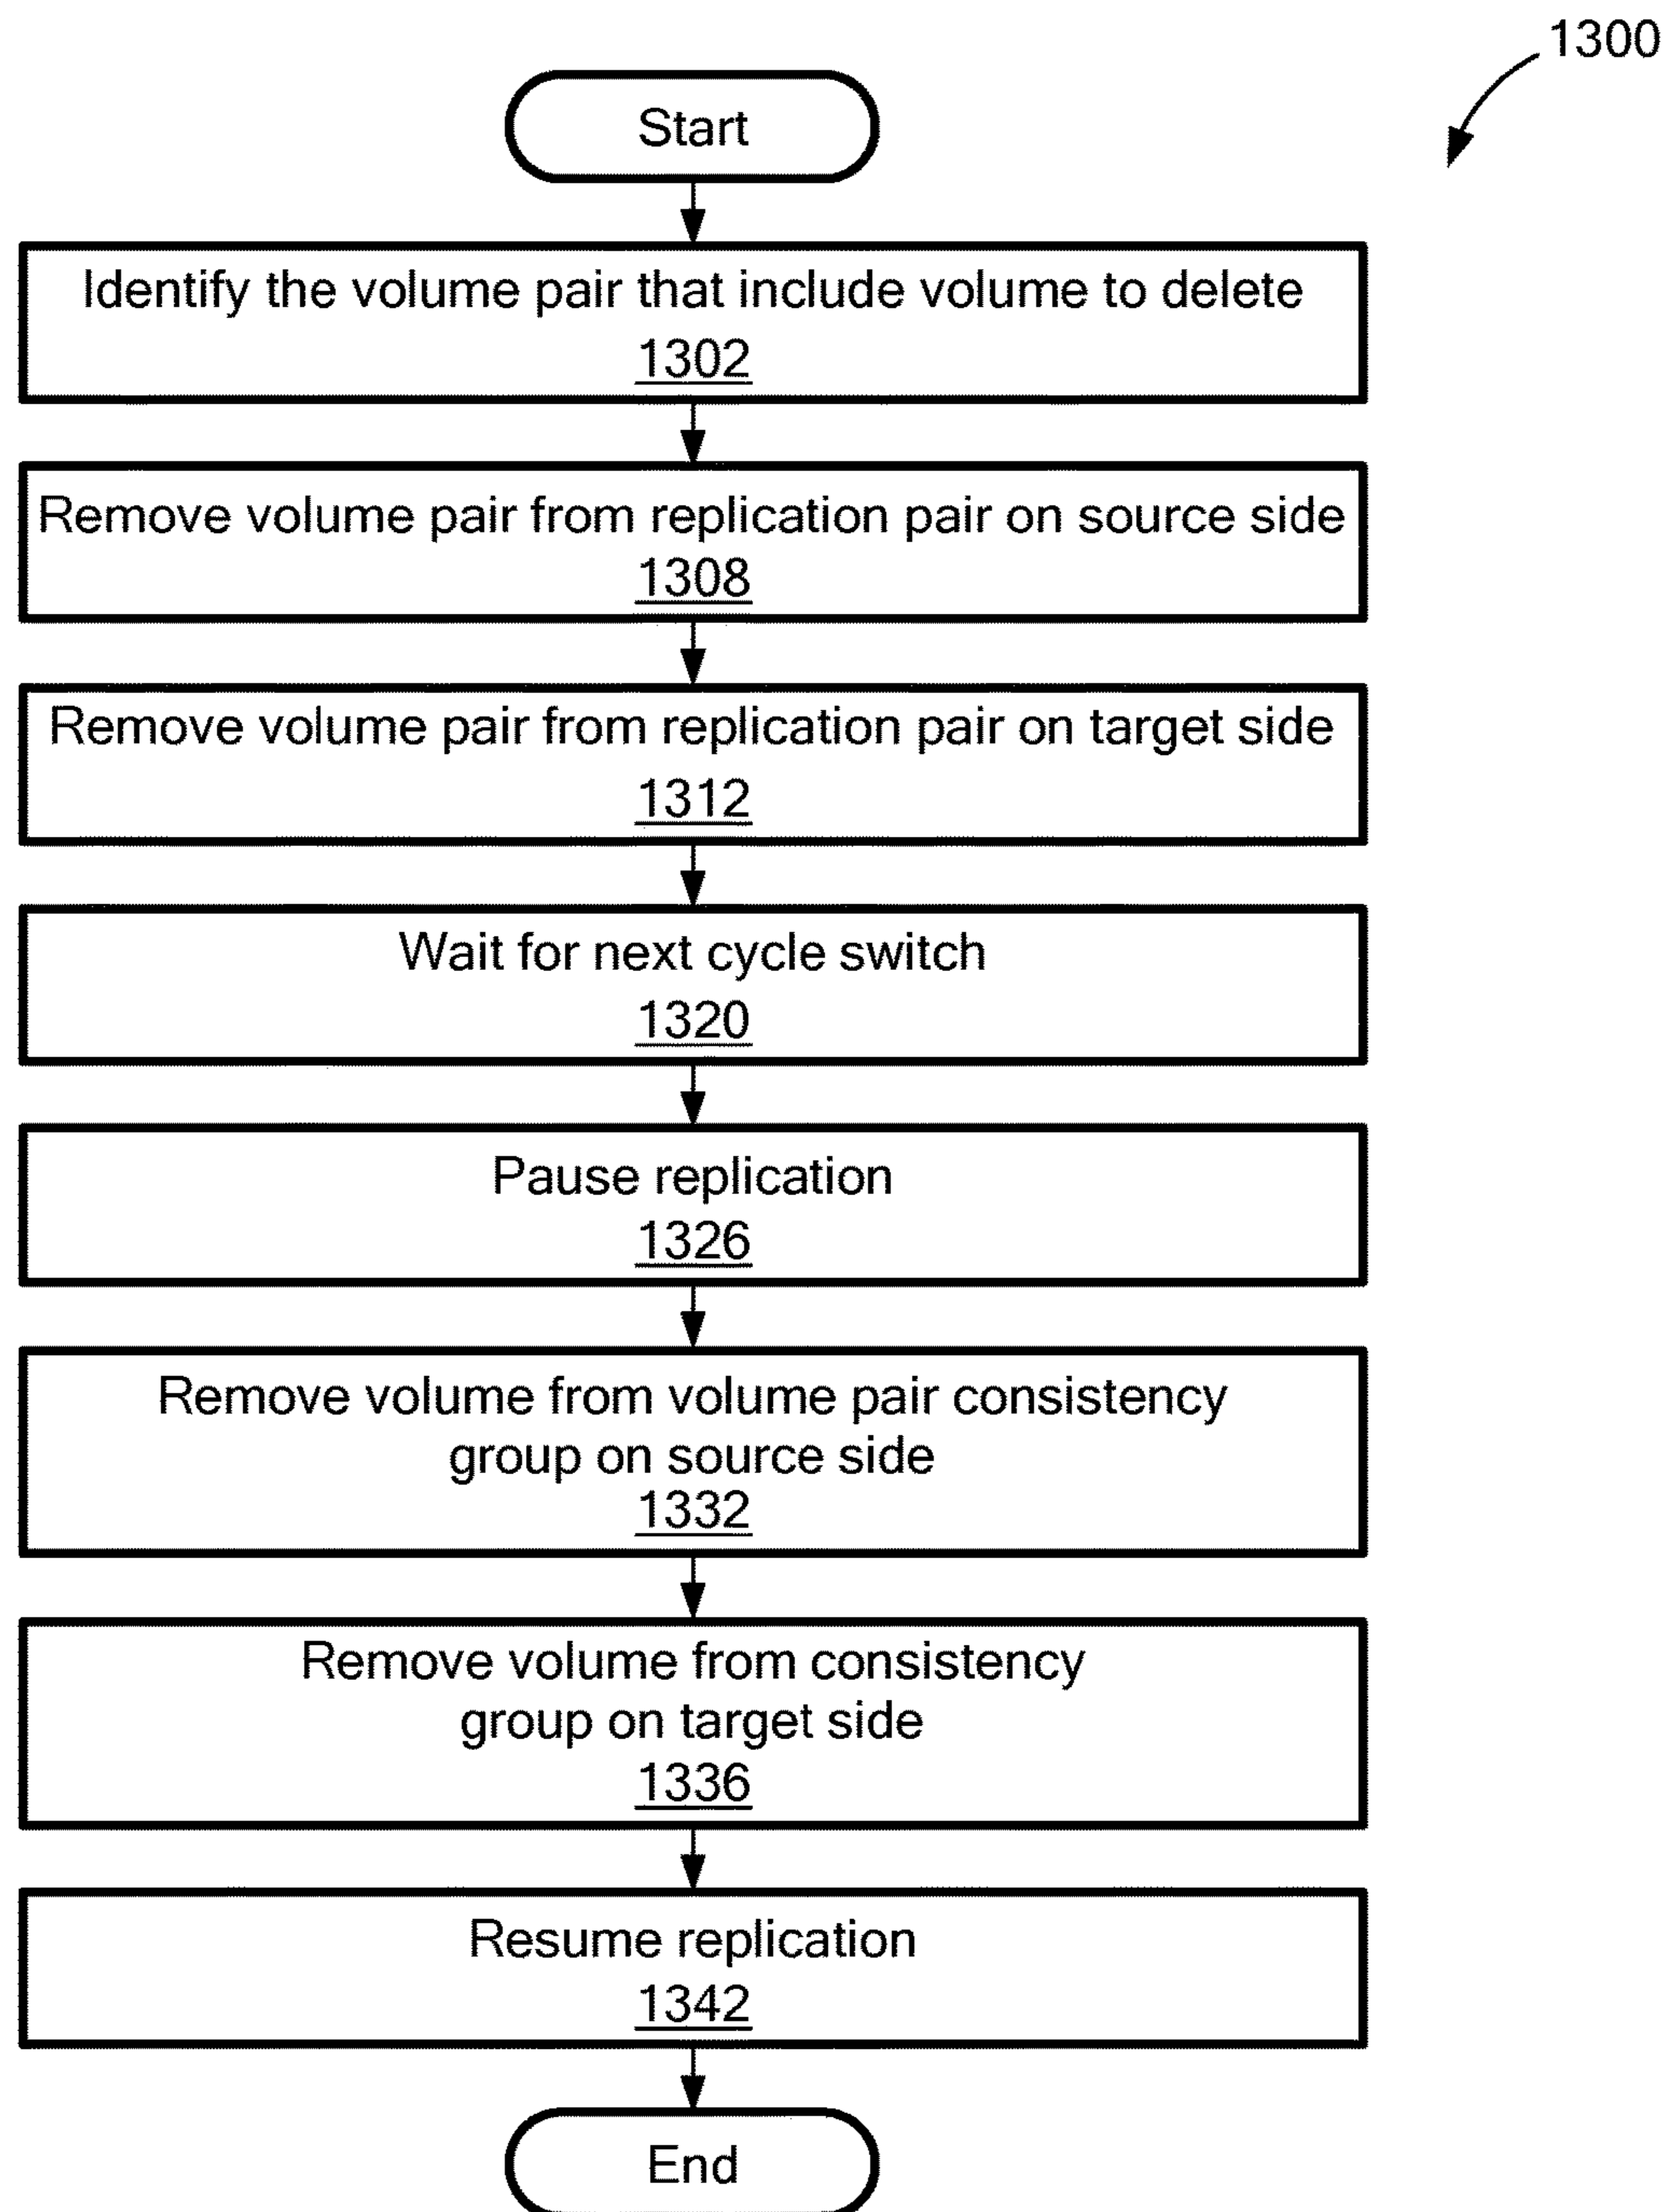 1300
Start
Identify the volume pair that include volume to delete
1302
Remove volume pair from replication pair on source side
1308
Remove volume pair from replication pair on target side
1312
Wait for next cycle switch
1320
Pause replication
1326
Remove volume from volume pair consistency
group on source side
1332
Remove volume from consistency
group on target side
1336
Resume replication
1342
End